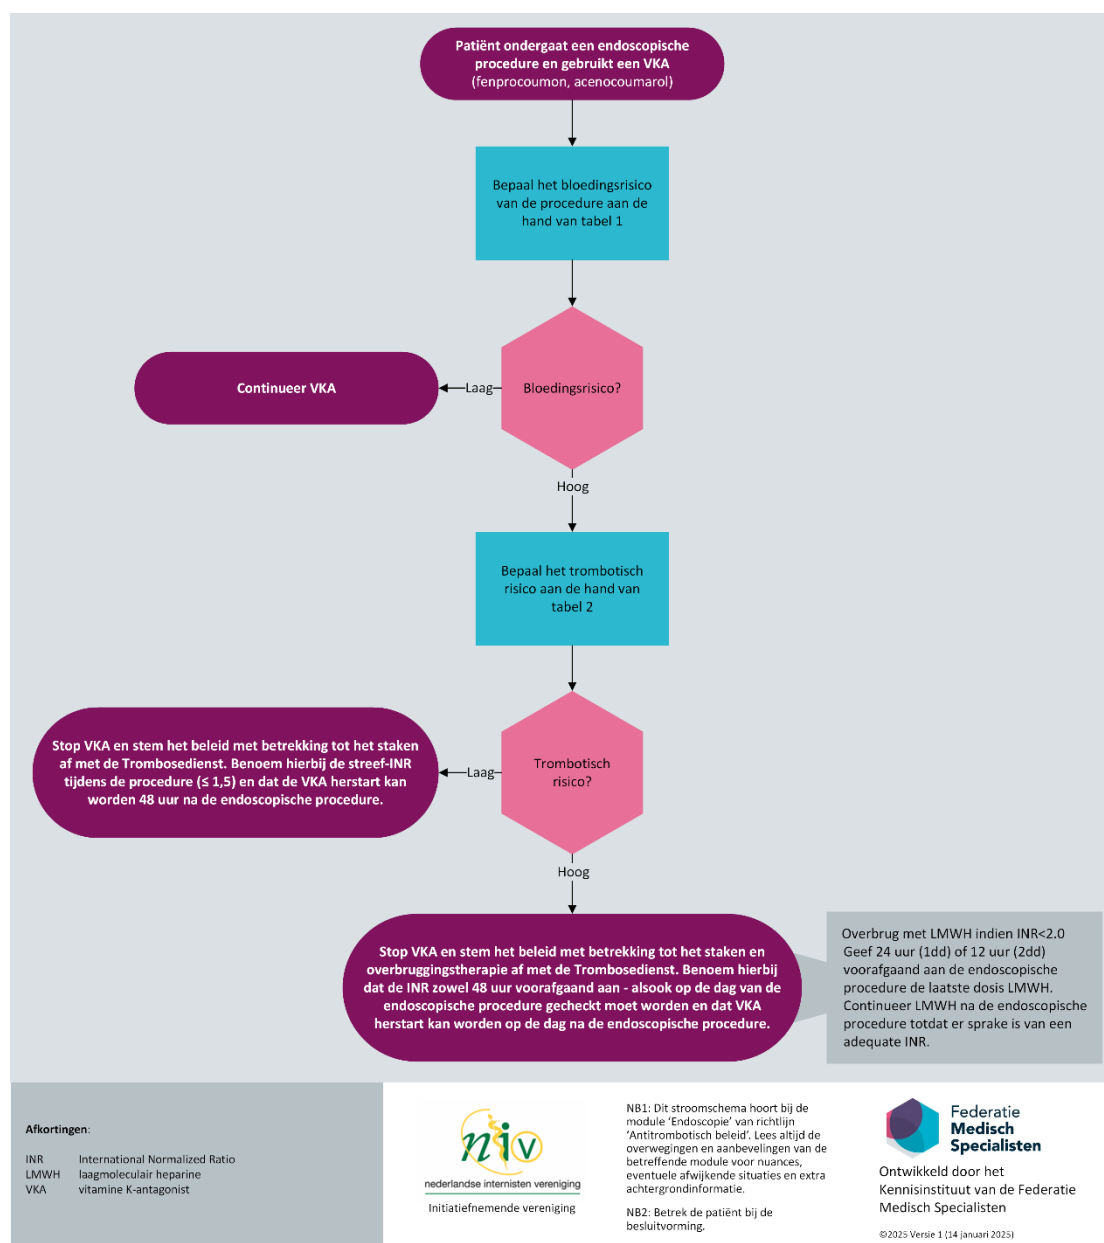 Patiënt ondergaat een endoscopische
procedure en gebruikt een VKA
(fenprocoumon, acenocoumarol)
Bepaal het bloedingsrisico
van de procedure aan de
hand van tabel 1
Continueer VKA
Laag
Bloedingsrisico?
Hoog
Bepaal het trombotisch
risico aan de hand van
tabel 2
Stop VKA en stem het beleid met betrekking tot het staken
af met de Trombosedienst. Benoem hierbij de streef-INR
tijdens de procedure (≤ 1,5) en dat de VKA herstart kan
worden 48 uur na de endoscopische procedure.
Laag
Trombotisch
risico?
Hoog
Stop VKA en stem het beleid met betrekking tot het staken en
overbruggingstherapie af met de Trombosedienst. Benoem hierbij
dat de INR zowel 48 uur voorafgaand aan - alsook op de dag van de
endoscopische procedure gecheckt moet worden en dat VKA
herstart kan worden op de dag na de endoscopische procedure.
Overbrug met LMWH indien INR<2.0
Geef 24 uur (1dd) of 12 uur (2dd)
voorafgaand aan de endoscopische
procedure de laatste dosis LMWH.
Continueer LMWH na de endoscopische
procedure totdat er sprake is van een
adequate INR.
Afkortingen:
INR International Normalized Ratio
LMWH laagmoleculair heparine
VKA vitamine K-antagonist
niv
nederlandse internisten vereniging
Initiatiefnemende vereniging
NB1: Dit stroomschema hoort bij de
module 'Endoscopie' van richtlijn
'Antitrombotisch beleid'. Lees altijd de
overwegingen en aanbevelingen van de
betreffende module voor nuances,
eventuele afwijkende situaties en extra
achtergrondinformatie.
NB2: Betrek de patiënt bij de
besluitvorming.
Federatie
Medisch
Specialisten
Ontwikkeld door het
Kennisinstituut van de Federatie
Medisch Specialisten
©2025 Versie 1 (14 januari 2025)